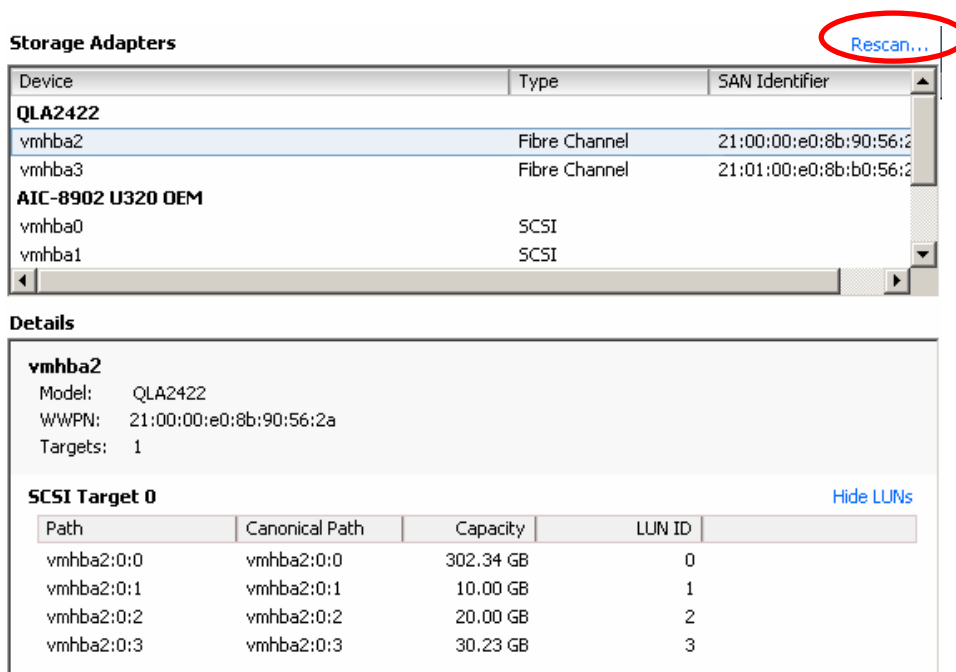 Storage Adapters Rescan...
Device Type SAN Identifier
QLA2422
vmhba2 Fibre Channel 21:00:00:e0:8b:90:56:2
vmhba3 Fibre Channel 21:01:00:e0:8b:b0:56:2
AIC-8902 U320 OEM
vmhba0 SCSI
vmhba1 SCSI
Details
vmhba2
Model: QLA2422
WWPN: 21:00:00:e0:8b:90:56:2a
Targets: 1
SCSI Target 0 Hide LUNs
Path Canonical Path Capacity LUN ID
vmhba2:0:0 vmhba2:0:0 302.34 GB 0
vmhba2:0:1 vmhba2:0:1 10.00 GB 1
vmhba2:0:2 vmhba2:0:2 20.00 GB 2
vmhba2:0:3 vmhba2:0:3 30.23 GB 3